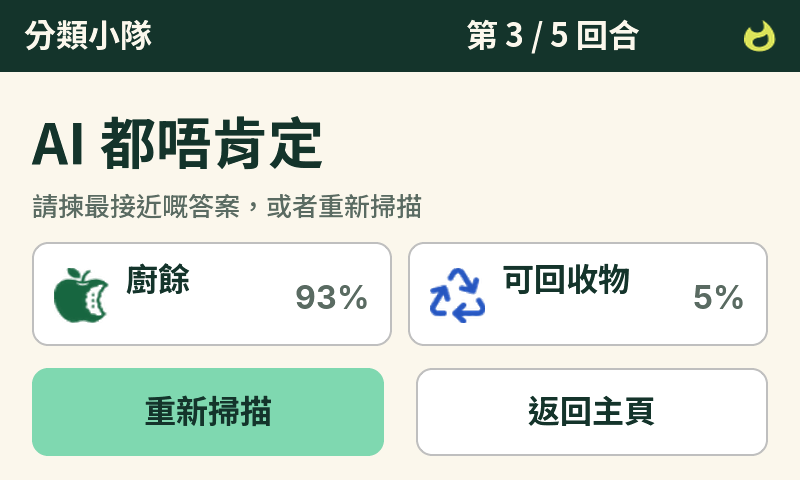 分類小隊
第 3 / 5 回合
AI 都唔肯定
請揀最接近嘅答案，或者重新掃描
廚餘
93%
可回收物
5%
重新掃描
返回主頁